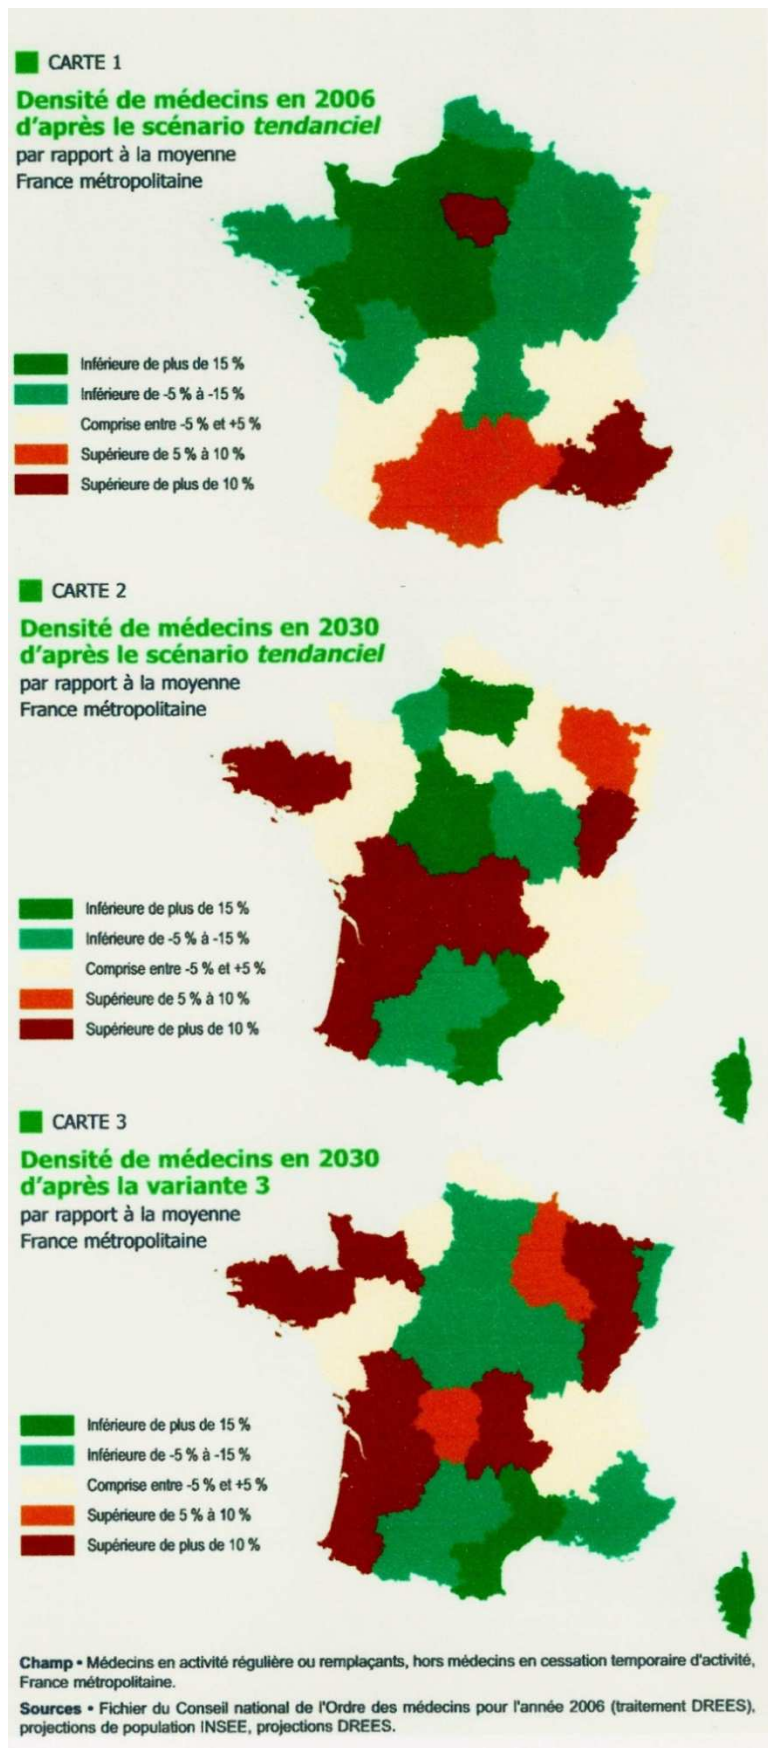 CARTE 1
Densité de médecins en 2006
d'après le scénario tendanciel
par rapport à la moyenne
France métropolitaine
Inférieure de plus de 15 %
Inférieure de -5 % à -15 %
Comprise entre -5 % et +5 %
Supérieure de 5 % à 10 %
Supérieure de plus de 10 %
CARTE 2
Densité de médecins en 2030
d'après le scénario tendanciel
par rapport à la moyenne
France métropolitaine
Inférieure de plus de 15 %
Inférieure de -5 % à -15 %
Comprise entre -5 % et +5 %
Supérieure de 5 % à 10 %
Supérieure de plus de 10 %
CARTE 3
Densité de médecins en 2030
d'après la variante 3
par rapport à la moyenne
France métropolitaine
Inférieure de plus de 15 %
Inférieure de -5 % à -15 %
Comprise entre -5 % et +5 %
Supérieure de 5 % à 10 %
Supérieure de plus de 10 %
Champ • Médecins en activité régulière ou remplaçants, hors médecins en cessation temporaire d'activité,
France métropolitaine.
Sources • Fichier du Conseil national de l'Ordre des médecins pour l'année 2006 (traitement DREES),
projections de population INSEE, projections DREES.